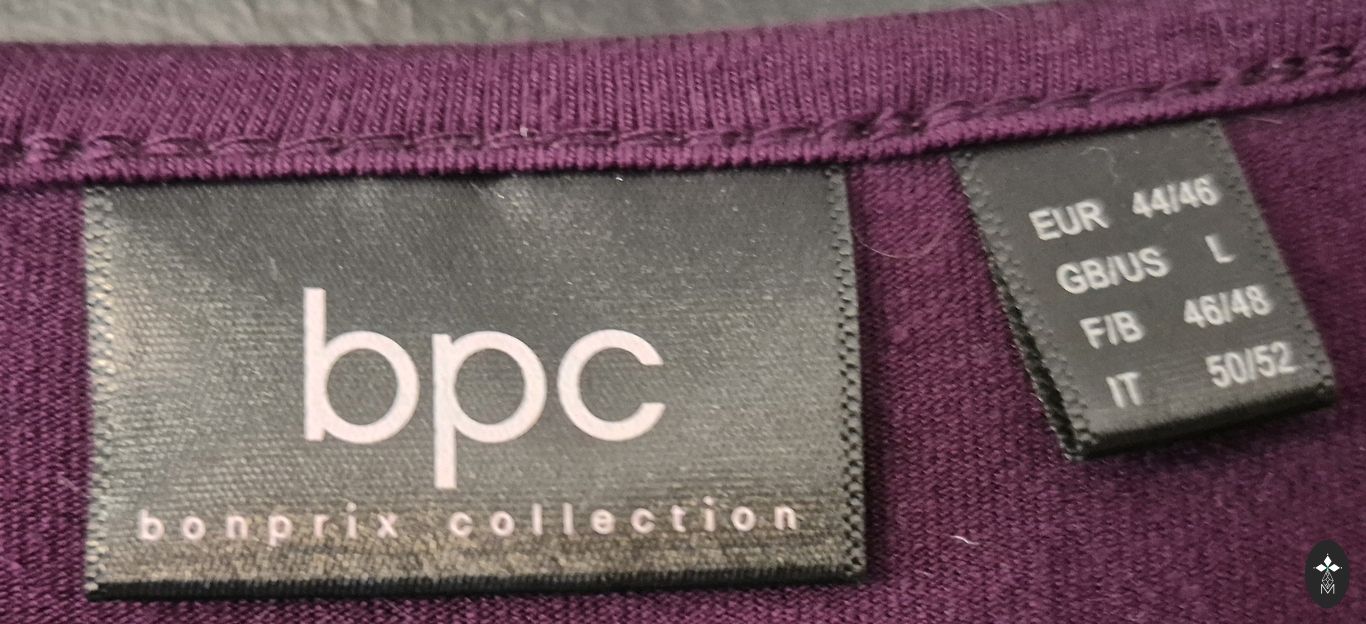 bpc
bonprix collection
EUR 44/46
GB/US L
F/B 46/48
IT 50/52
M